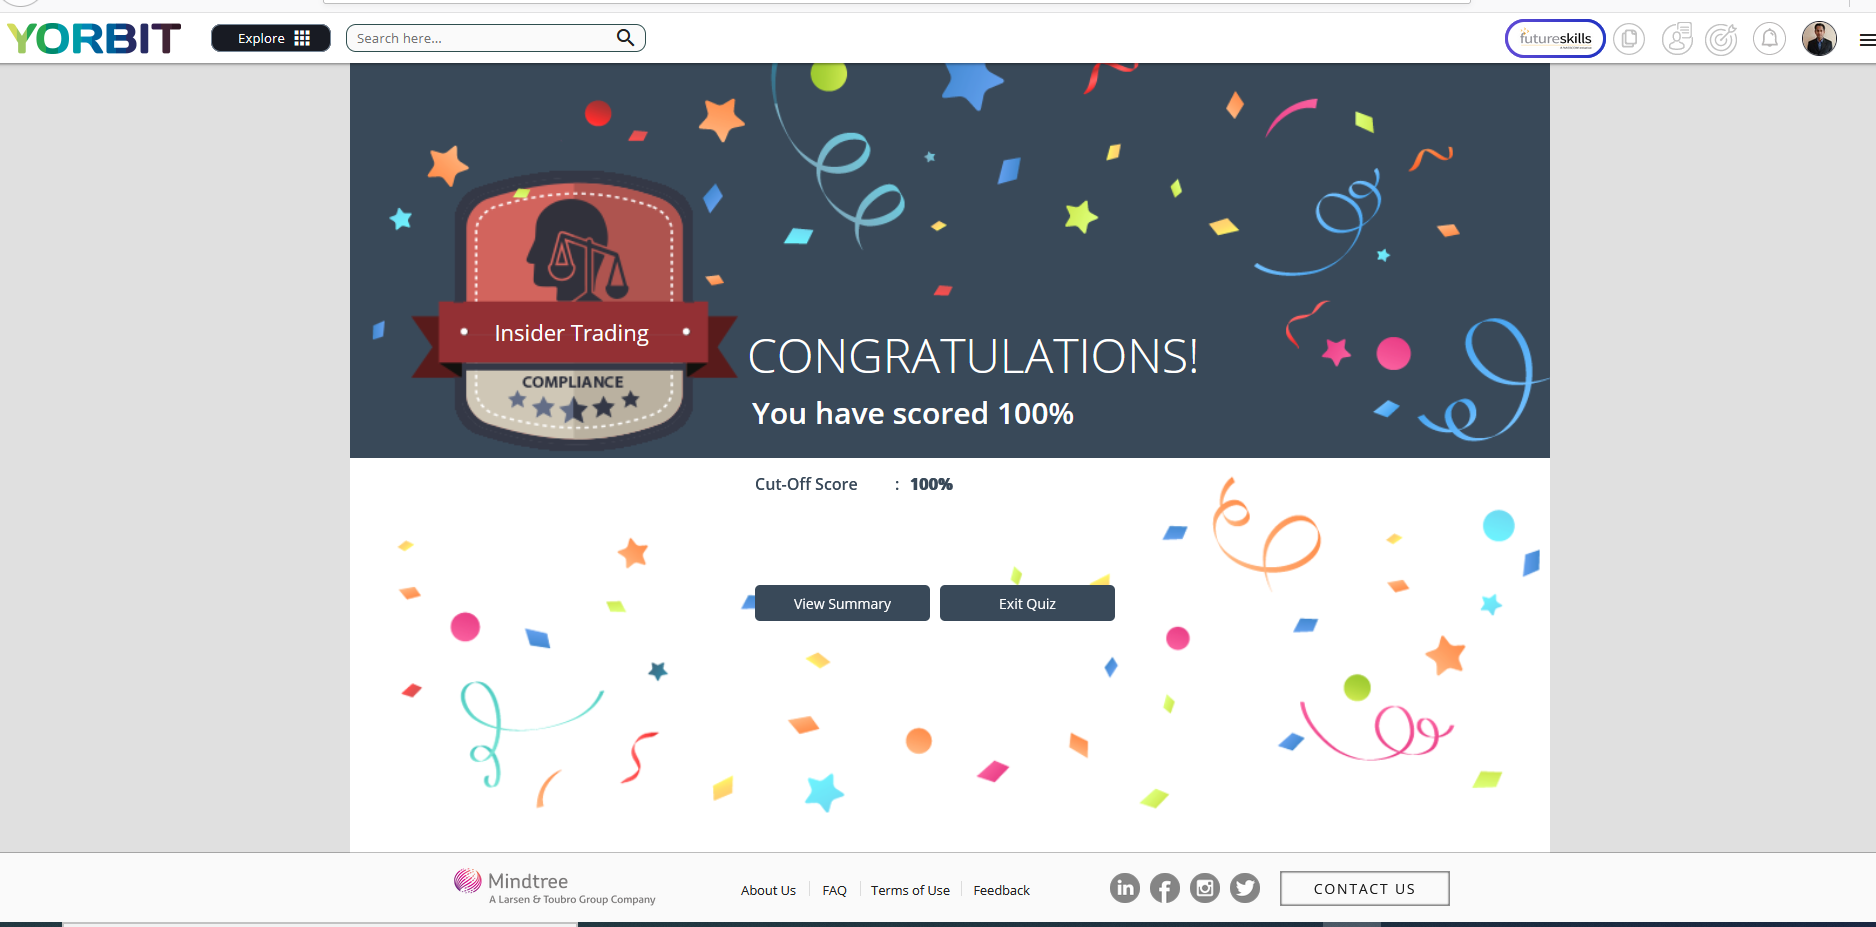 YORBIT
Explore
Search here...
futureskills
Insider Trading
COMPLIANCE
CONGRATULATIONS!
You have scored 100%
Cut-Off Score : 100%
View Summary
Exit Quiz
Mindtree
A Larsen & Toubro Group Company
About Us
FAQ
Terms of Use
Feedback
in
f
CONTACT US